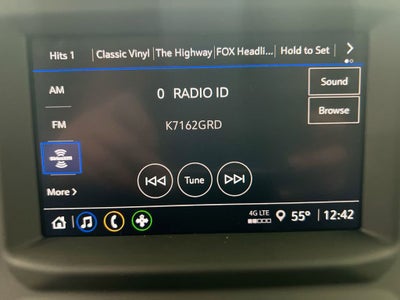 Hits 1 | Classic Vinyl | The Highway | FOX Headli... | Hold to Set
AM
0 RADIO ID
Sound
Browse
FM
K7162GRD
SiriusXM
Tune
More >
4G LTE
55° | 12:42